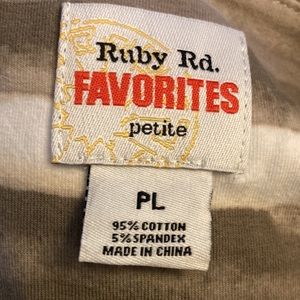 Ruby Rd.
FAVORITES
petite
PL
95% COTTON
5% SPANDEX
MADE IN CHINA